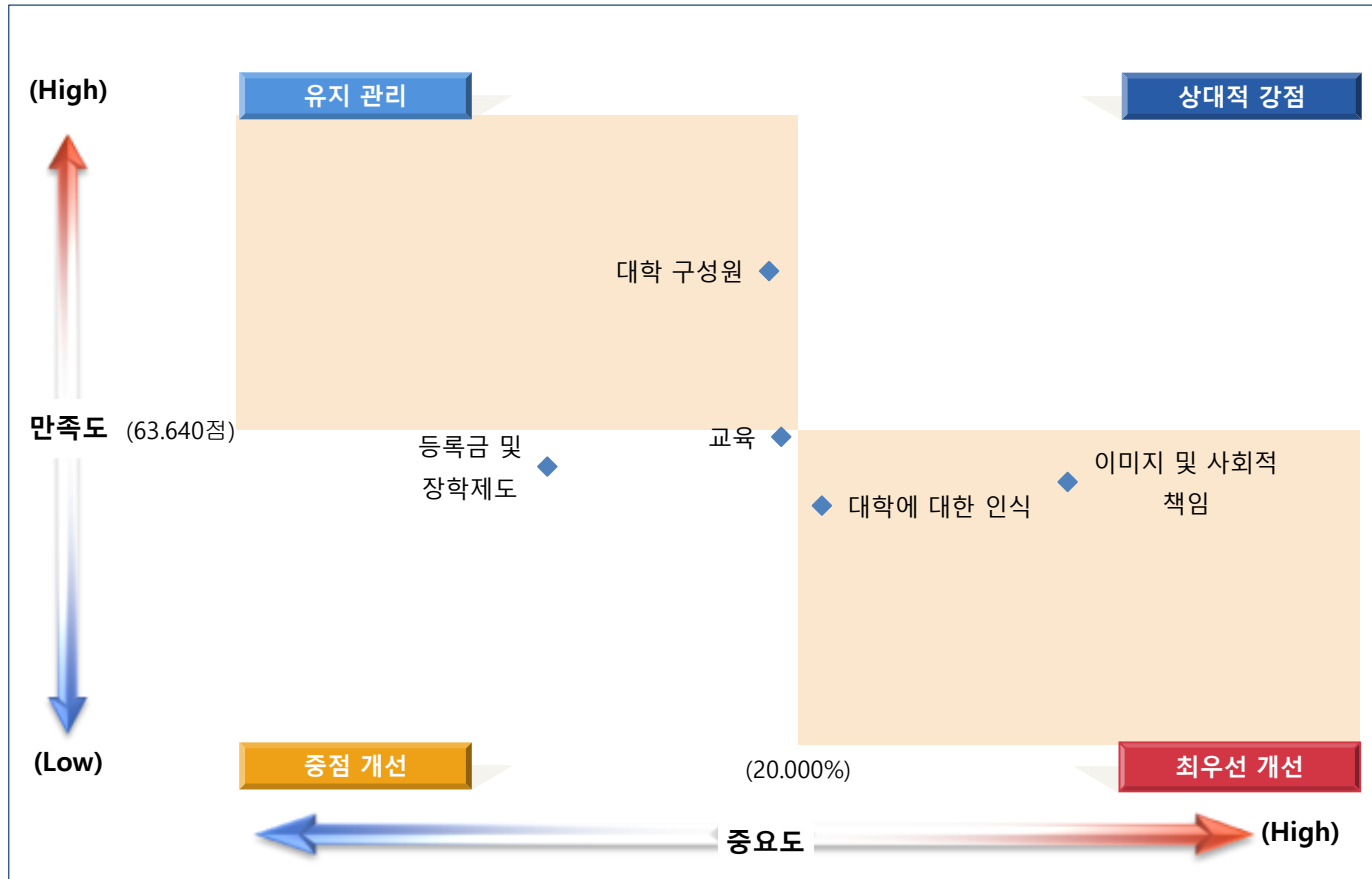 (High)
유지 관리
상대적 강점
대학 구성원
만족도 (63.640점)
등록금 및
장학제도
교육
이미지 및 사회적
책임
대학에 대한 인식
(Low)
중점 개선
(20.000%)
최우선 개선
중요도
(High)